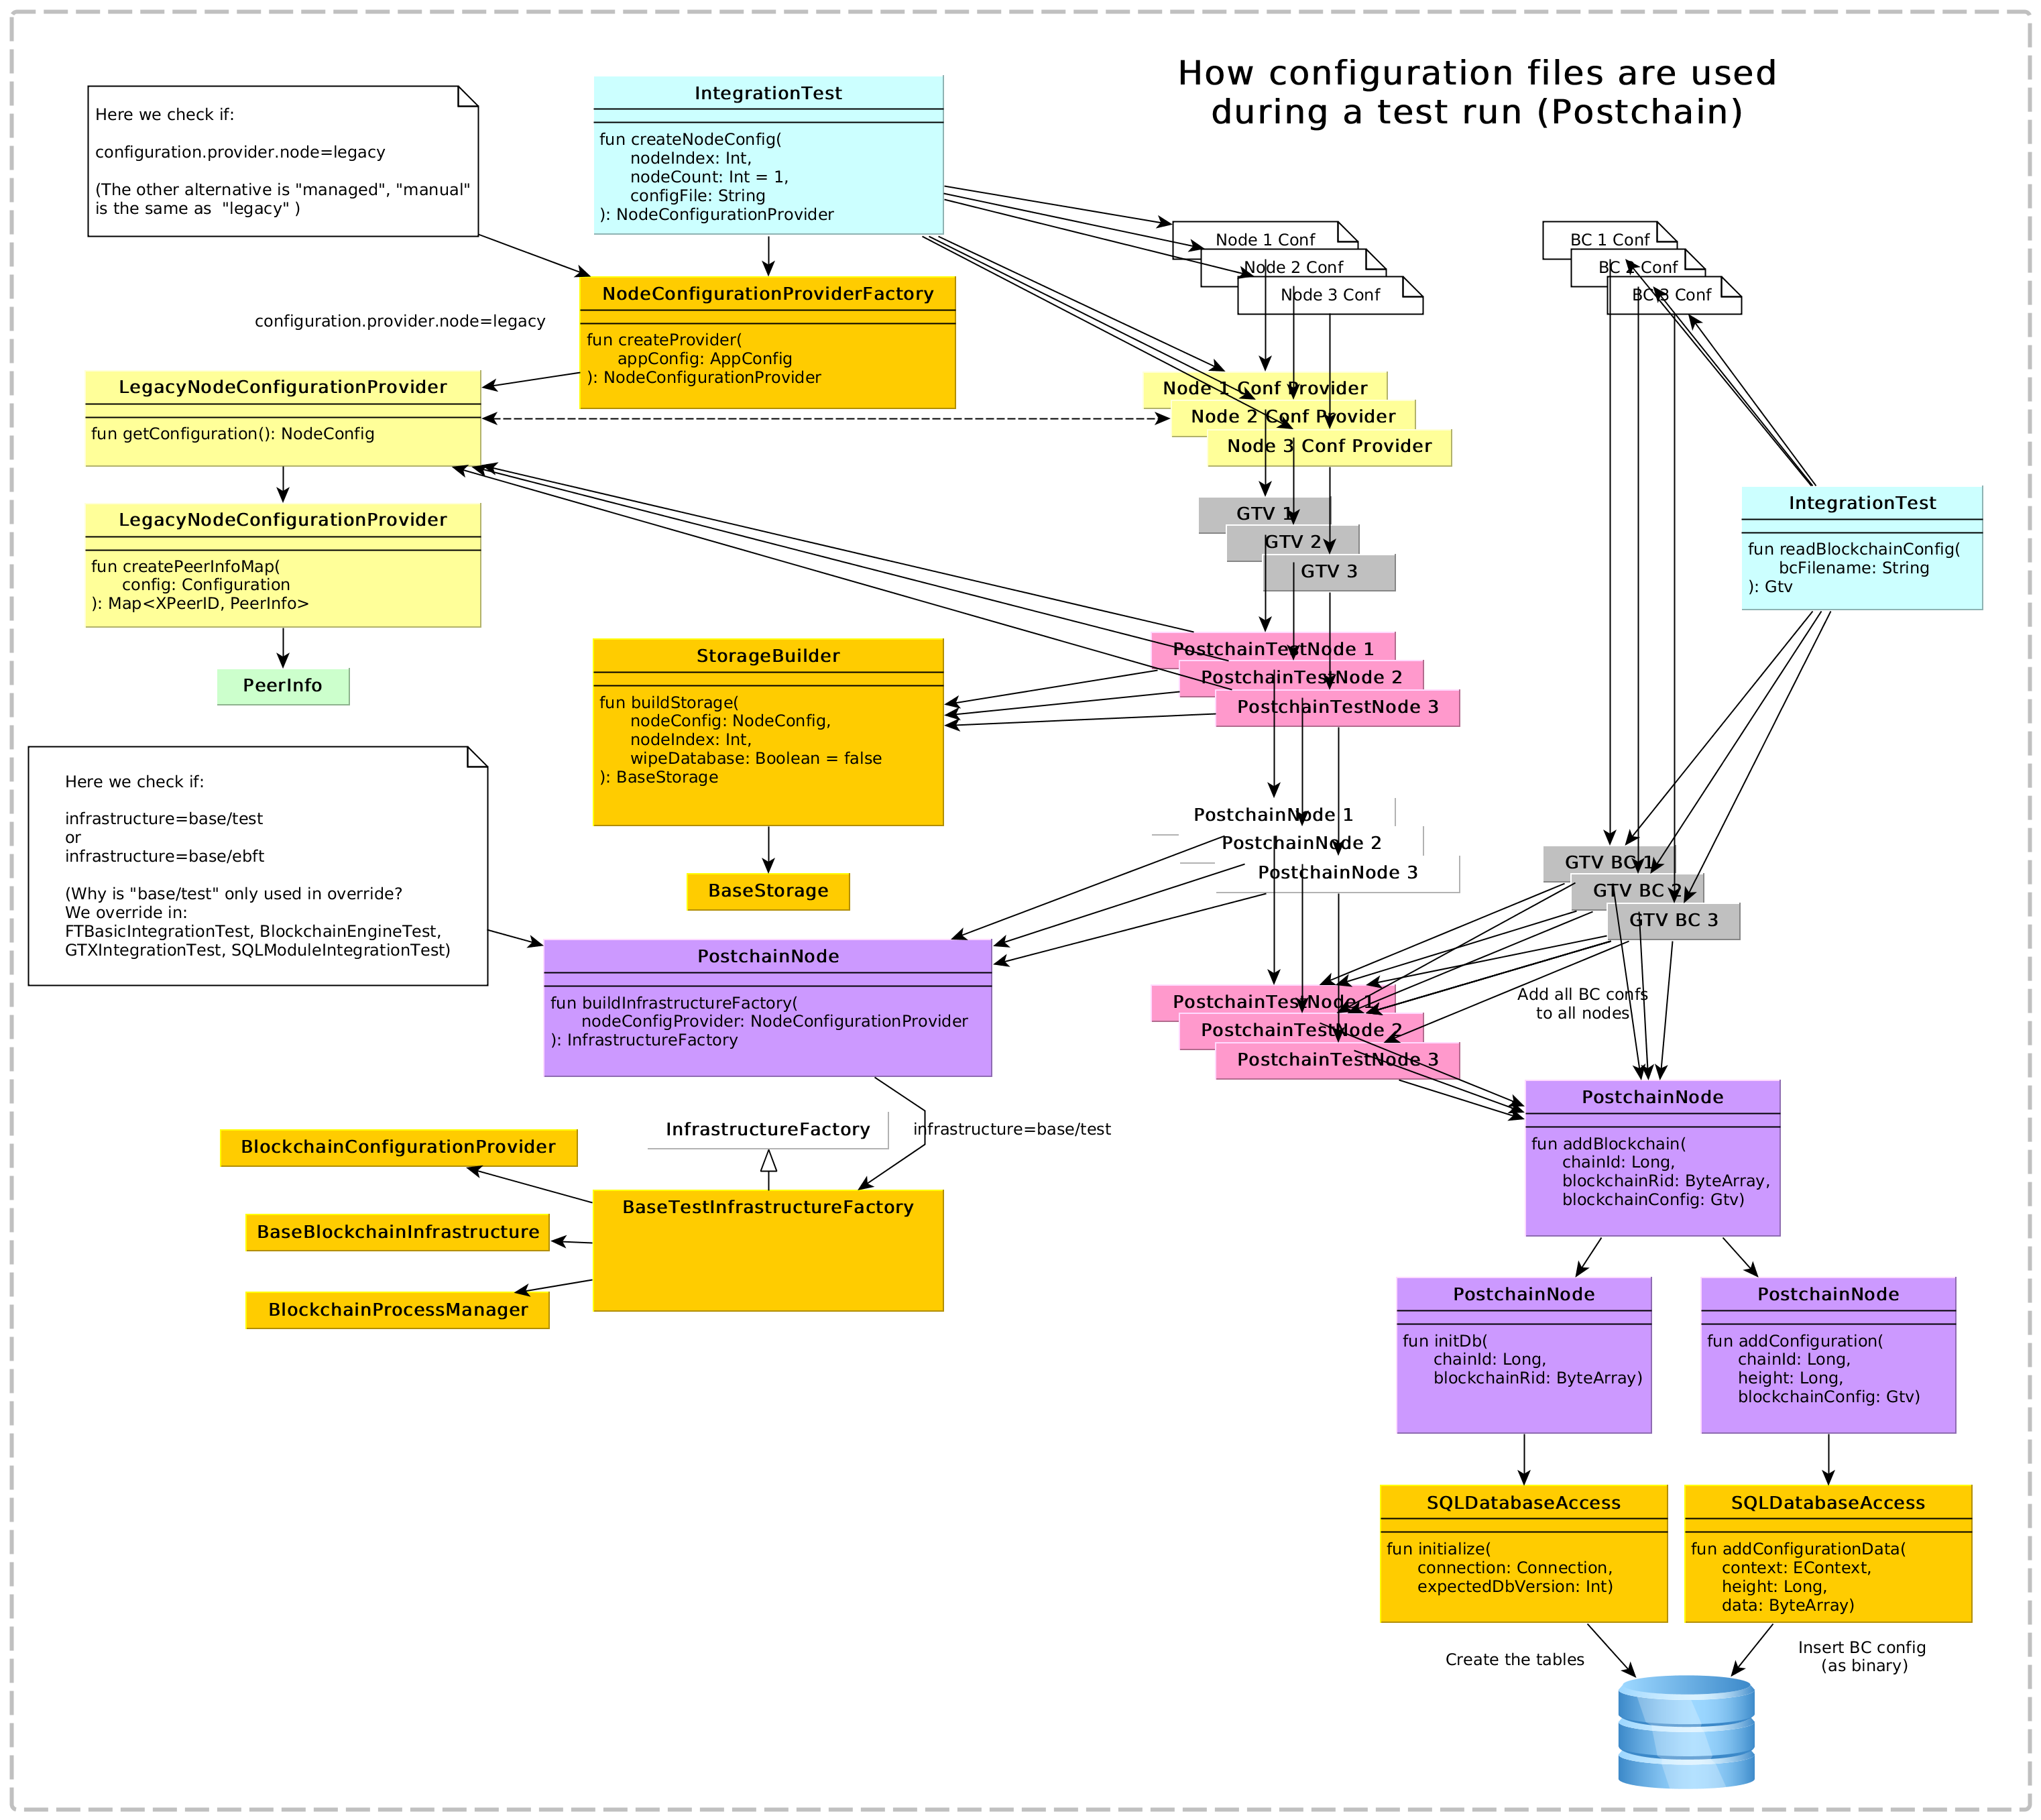 How configuration files are used
during a test run (Postchain)
Here we check if:
configuration.provider.node=legacy
(The other alternative is "managed", "manual"
is the same as  "legacy" )
IntegrationTest
fun createNodeConfig(
nodeIndex: Int,
nodeCount: Int = 1,
configFile: String
): NodeConfigurationProvider
Node 1 Conf
Node 2 Conf
Node 3 Conf
BC 1 Conf
BC 2 Conf
BC 3 Conf
NodeConfigurationProviderFactory
fun createProvider(
appConfig: AppConfig
): NodeConfigurationProvider
configuration.provider.node=legacy
LegacyNodeConfigurationProvider
fun getConfiguration(): NodeConfig
Node 1 Conf Provider
Node 2 Conf Provider
Node 3 Conf Provider
LegacyNodeConfigurationProvider
fun createPeerInfoMap(
config: Configuration
): Map<XPeerID, PeerInfo>
GTV 1
GTV 2
GTV 3
IntegrationTest
fun readBlockchainConfig(
bcFilename: String
): Gtv
PeerInfo
StorageBuilder
fun buildStorage(
nodeConfig: NodeConfig,
nodeIndex: Int,
wipeDatabase: Boolean = false
): BaseStorage
PostchainTestNode 1
PostchainTestNode 2
PostchainTestNode 3
Here we check if:
infrastructure=base/test
or
infrastructure=base/ebft
(Why is "base/test" only used in override?
We override in:
FTBasicIntegrationTest, BlockchainEngineTest,
GTXIntegrationTest, SQLModuleIntegrationTest)
BaseStorage
PostchainNode 1
PostchainNode 2
PostchainNode 3
GTV BC 1
GTV BC 2
GTV BC 3
PostchainNode
fun buildInfrastructureFactory(
nodeConfigProvider: NodeConfigurationProvider
): InfrastructureFactory
PostchainTestNode 1
PostchainTestNode 2
PostchainTestNode 3
Add all BC confs
to all nodes
PostchainNode
fun addBlockchain(
chainId: Long,
blockchainRid: ByteArray,
blockchainConfig: Gtv)
InfrastructureFactory
infrastructure=base/test
BlockchainConfigurationProvider
BaseBlockchainInfrastructure
BlockchainProcessManager
BaseTestInfrastructureFactory
PostchainNode
fun initDb(
chainId: Long,
blockchainRid: ByteArray)
PostchainNode
fun addConfiguration(
chainId: Long,
height: Long,
blockchainConfig: Gtv)
SQLDatabaseAccess
fun initialize(
connection: Connection,
expectedDbVersion: Int)
SQLDatabaseAccess
fun addConfigurationData(
context: EContext,
height: Long,
data: ByteArray)
Create the tables
Insert BC config
(as binary)